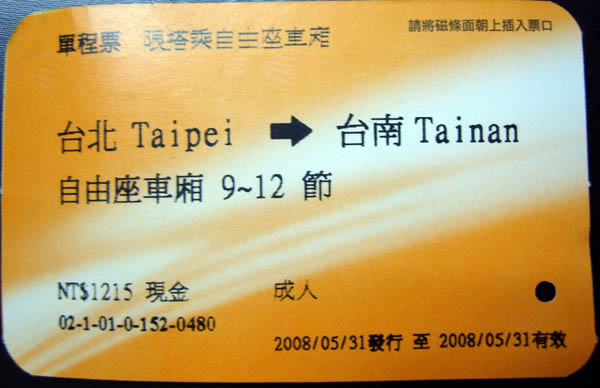 單程票 限搭乘自由座車廂
請將磁條面朝上插入票口
台北 Taipei ➡ 台南 Tainan
自由座車廂 9~12 節
NT$1215 現金 成人
02-1-01-0-152-0480
2008/05/31發行 至 2008/05/31有效